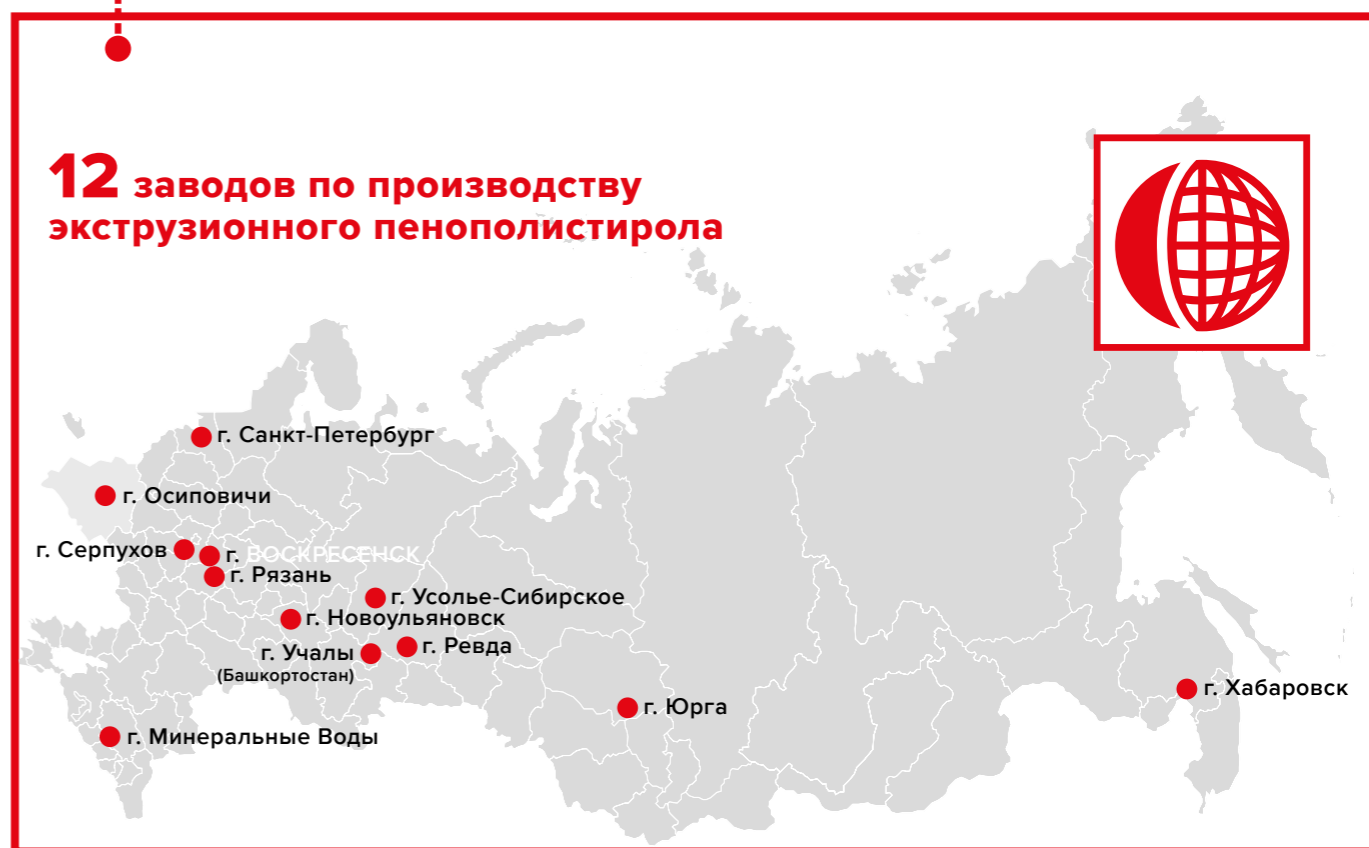 12 заводов по производству
экструзионного пенополистирола
г. Санкт-Петербург
г. Осиповичи
г. Серпухов
г. ВОСКРЕСЕНСК
г. Рязань
г. Усолье-Сибирское
г. Новоульяновск
г. Ревда
г. Учалы
(Башкортостан)
г. Хабаровск
г. Юрга
г. Минеральные Воды